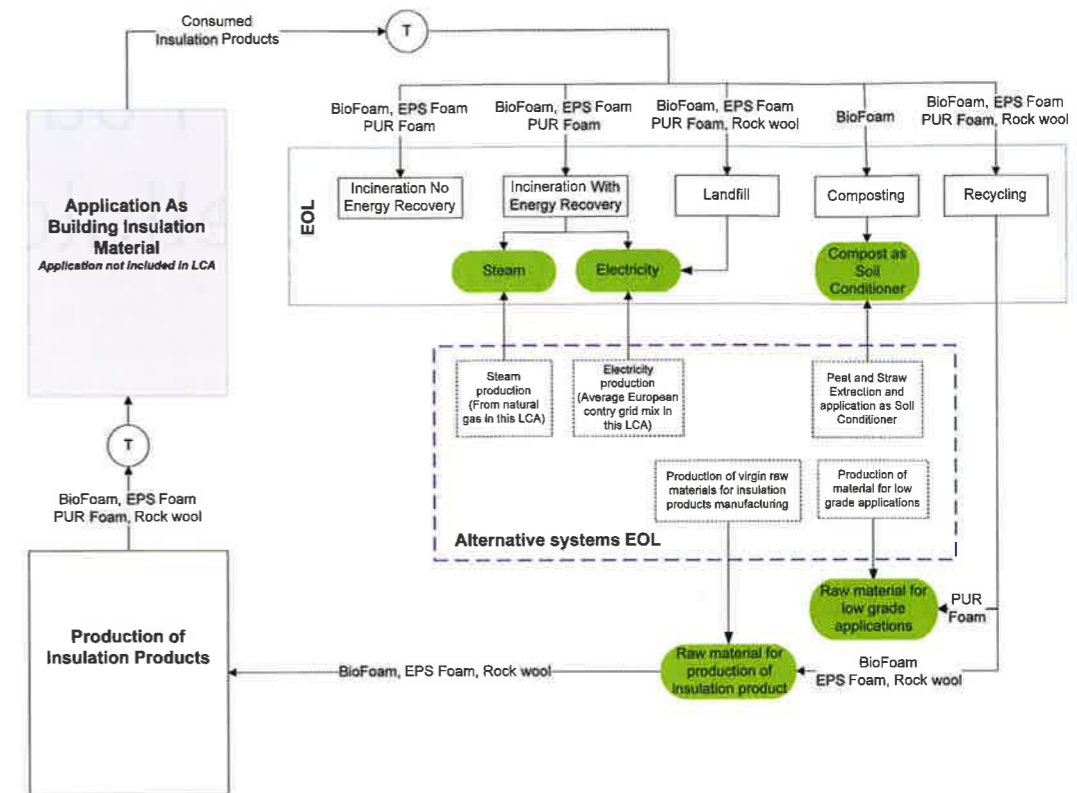 Consumed
Insulation Products
T
BioFoam, EPS Foam
PUR Foam
BioFoam, EPS Foam
PUR Foam
BioFoam, EPS Foam
PUR Foam, Rock wool
BioFoam
BioFoam, EPS Foam
PUR Foam, Rock wool
EOL
Incineration No
Energy Recovery
Incineration With
Energy Recovery
Landfill
Composting
Recycling
Steam
Electricity
Compost as
Soil
Conditioner
Application As
Building Insulation
Material
Application not included in LCA
Steam
production
(From natural
gas in this LCA)
Electricity
production
(Average European
contry grid mix in
this LCA)
Peat and Straw
Extraction and
application as Soil
Conditioner
T
Production of virgin raw
materials for insulation
products manufacturing
Production of
material for low
grade applications
BioFoam, EPS Foam
PUR Foam, Rock wool
Alternative systems EOL
Raw material for
low grade
applications
PUR
Foam
Production of
Insulation Products
BioFoam, EPS Foam, Rock wool
Raw material for
production of
insulation product
BioFoam
EPS Foam, Rock wool